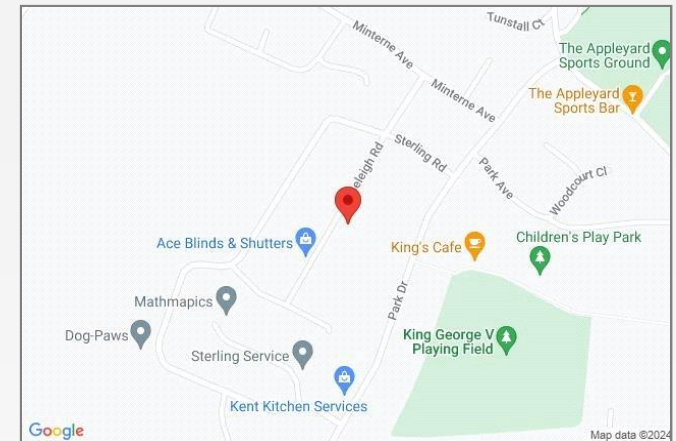 Tunstall Ct
Minterne Ave
The Appleyard
Sports Ground
Minterne Ave
The Appleyard
Sports Bar
Sterling Rd
Park Ave
Woodcourt Cl
eleigh Rd
Ace Blinds & Shutters
King's Cafe
Children's Play Park
Mathmapics
Park Dr
Dog-Paws
King George V
Playing Field
Sterling Service
Kent Kitchen Services
Google
Map data ©2024